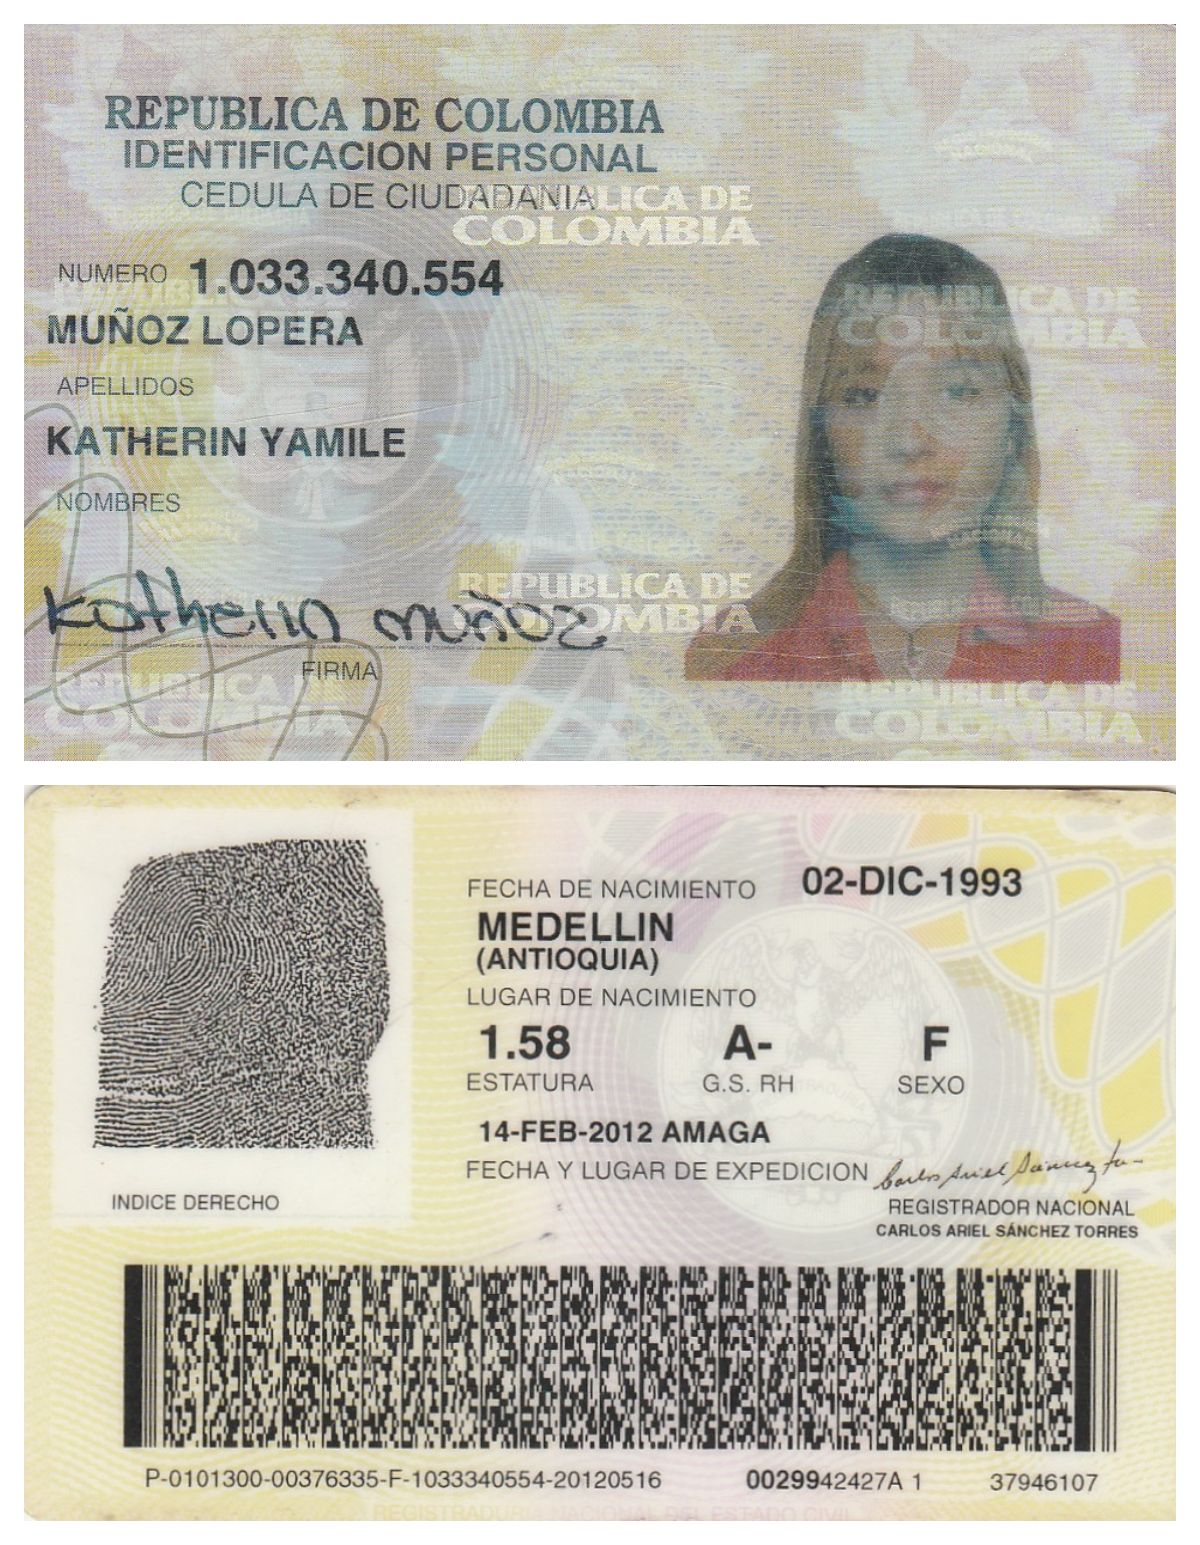 REPUBLICA DE COLOMBIA
IDENTIFICACION PERSONAL
CEDULA DE CIUDADANIA
NUMERO 1.033.340.554
MUÑOZ LOPERA
APELLIDOS
KATHERIN YAMILE
NOMBRES
Katherin muñoz
FIRMA
REPUBLICA DE
COLOMBIA
REPUBLICA DE
COLOMBIA
REPUBLICA DE
COLOMBIA
REPUBLICA DE
COLOMBIA
REPUBLICA DE
COLOMBIA
FECHA DE NACIMIENTO 02-DIC-1993
MEDELLIN
(ANTIOQUIA)
LUGAR DE NACIMIENTO
1.58 A- F
ESTATURA G.S. RH SEXO
14-FEB-2012 AMAGA
FECHA Y LUGAR DE EXPEDICION
Carlos Ariel Sánchez
REGISTRADOR NACIONAL
CARLOS ARIEL SÁNCHEZ TORRES
INDICE DERECHO
P-0101300-00376335-F-1033340554-20120516 0029942427A 1 37946107
REGISTRADURIA NACIONAL DEL ESTADO CIVIL